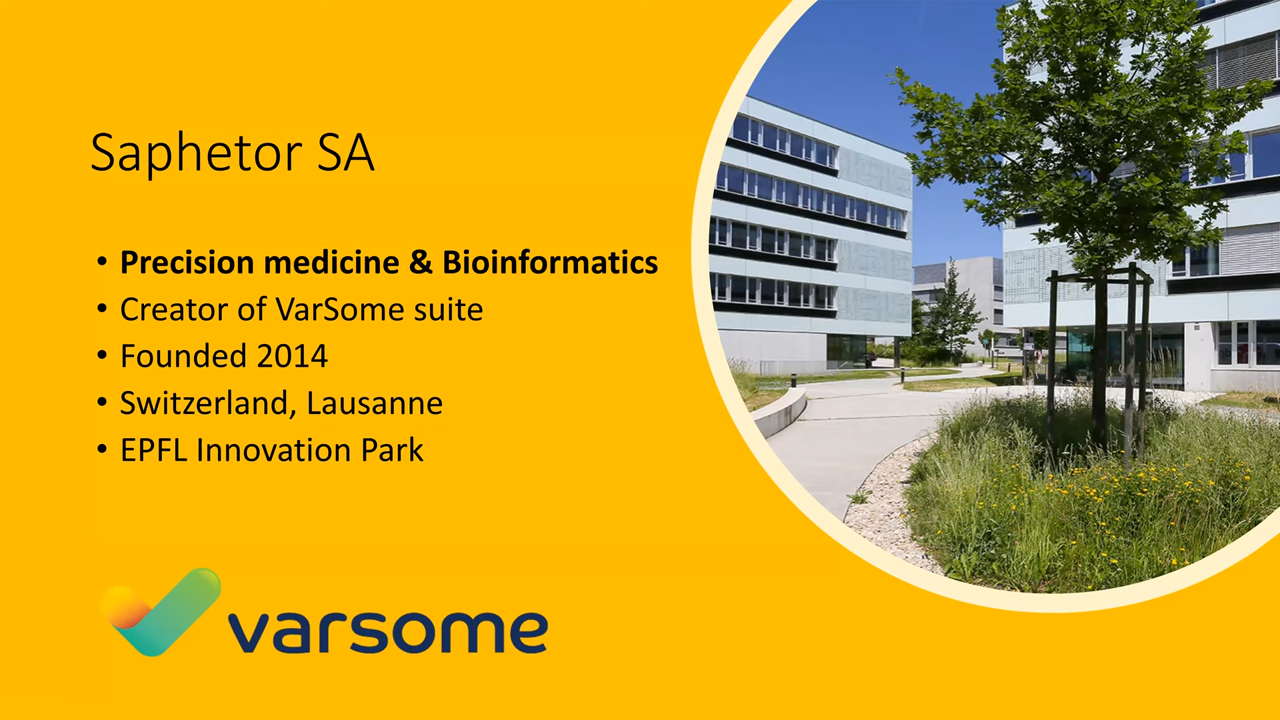 Saphetor SA
• Precision medicine & Bioinformatics
• Creator of VarSome suite
• Founded 2014
• Switzerland, Lausanne
• EPFL Innovation Park
varsome